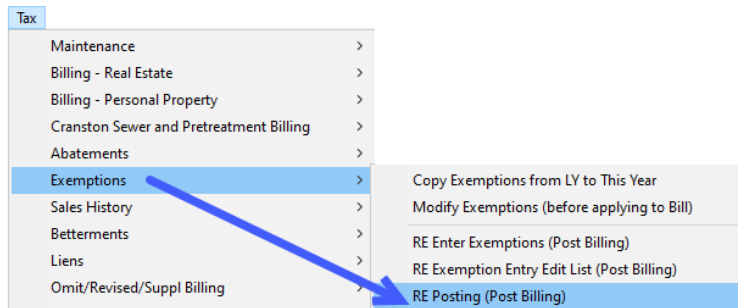 Tax
Maintenance
Billing - Real Estate
Billing - Personal Property
Cranston Sewer and Pretreatment Billing
Abatements
Exemptions
Sales History
Betterments
Liens
Omit/Revised/Suppl Billing
Copy Exemptions from LY to This Year
Modify Exemptions (before applying to Bill)
RE Enter Exemptions (Post Billing)
RE Exemption Entry Edit List (Post Billing)
RE Posting (Post Billing)